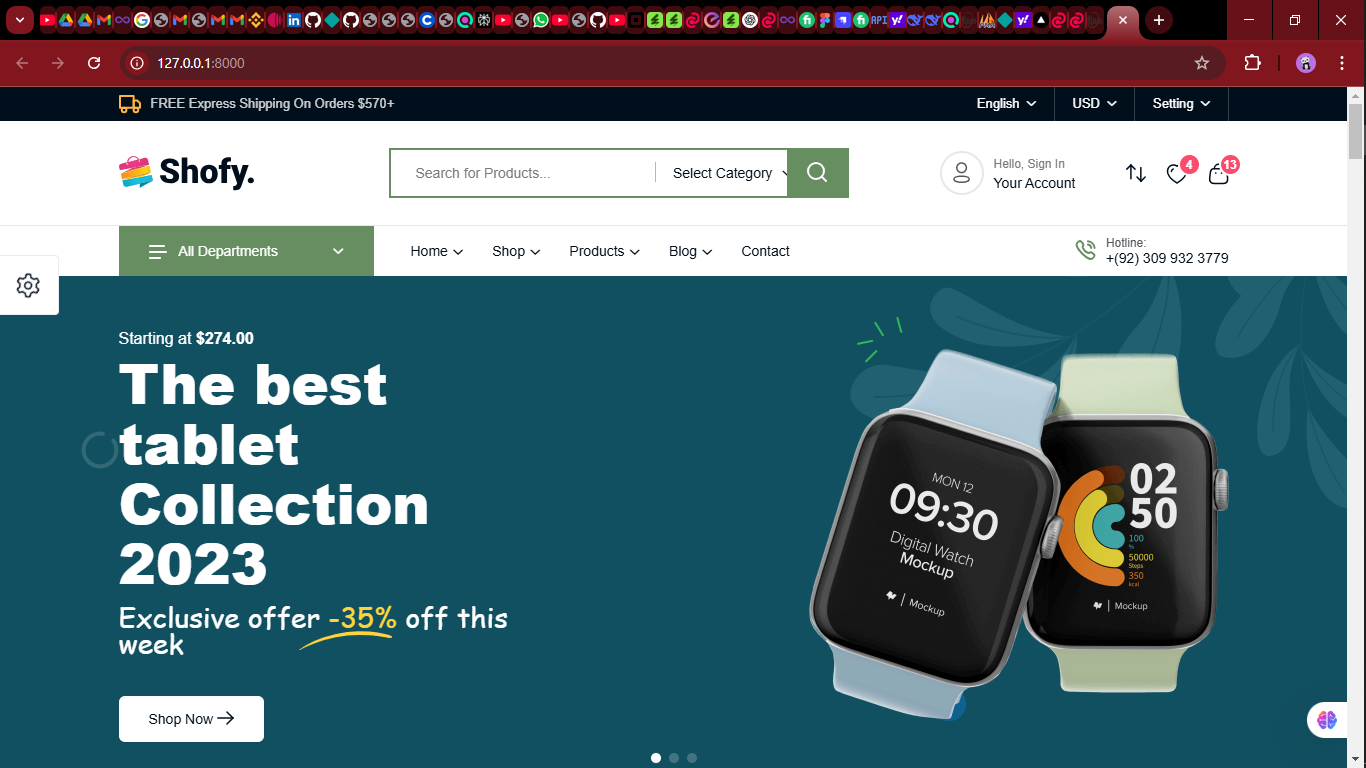 API
127.0.0.1:8000
FREE Express Shipping On Orders $570+
English
USD
Setting
Shofy.
Search for Products...
Select Category
Hello, Sign In
Your Account
4
13
All Departments
Home
Shop
Products
Blog
Contact
Hotline:
+(92) 309 932 3779
Starting at $274.00
The best
tablet
Collection
2023
Exclusive offer -35% off this
week
Shop Now
MON 12
09:30
Digital Watch
Mockup
Mockup
02
50
100
%
50000
Steps
350
kcal
Mockup